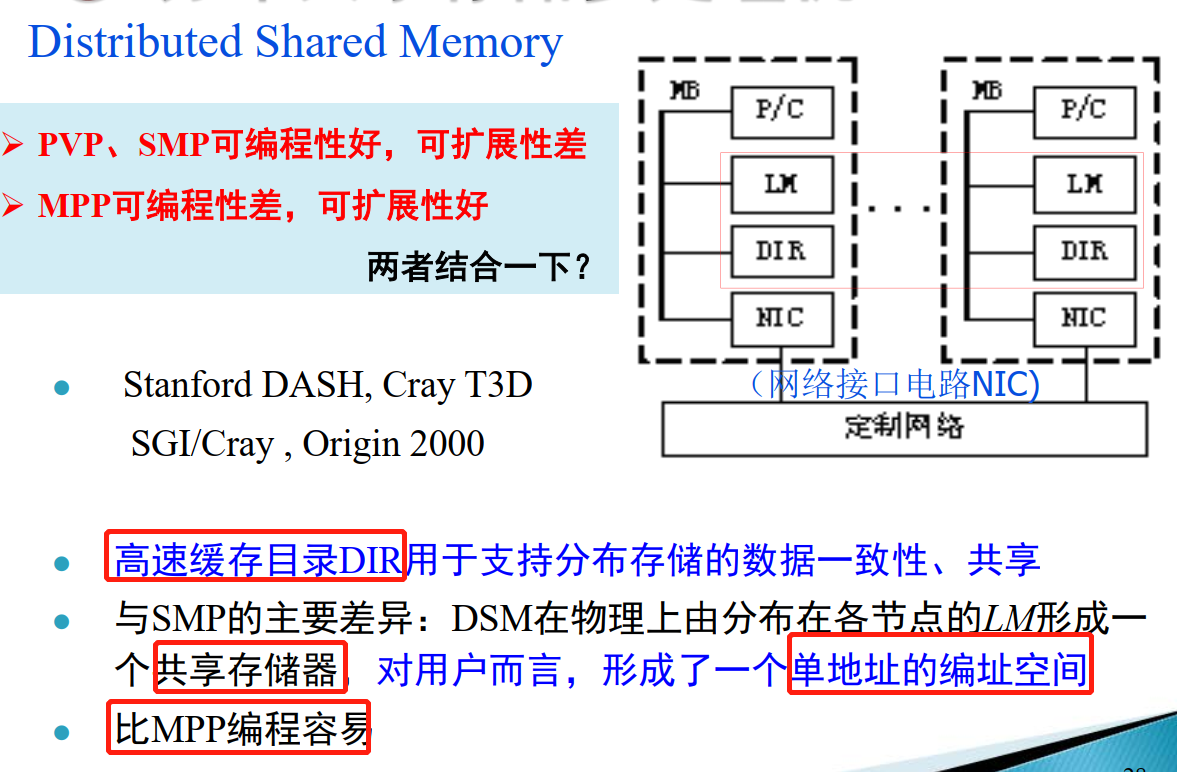 Distributed Shared Memory
PVP、SMP可编程性好，可扩展性差
MPP可编程性差，可扩展性好
两者结合一下？
MB
P/C
LM
DIR
NIC
...
MB
P/C
LM
DIR
NIC
（网络接口电路NIC)
定制网络
Stanford DASH, Cray T3D
SGI/Cray , Origin 2000
高速缓存目录DIR用于支持分布存储的数据一致性、共享
与SMP的主要差异：DSM在物理上由分布在各节点的LM形成一
个共享存储器，对用户而言，形成了一个单地址的编址空间
比MPP编程容易